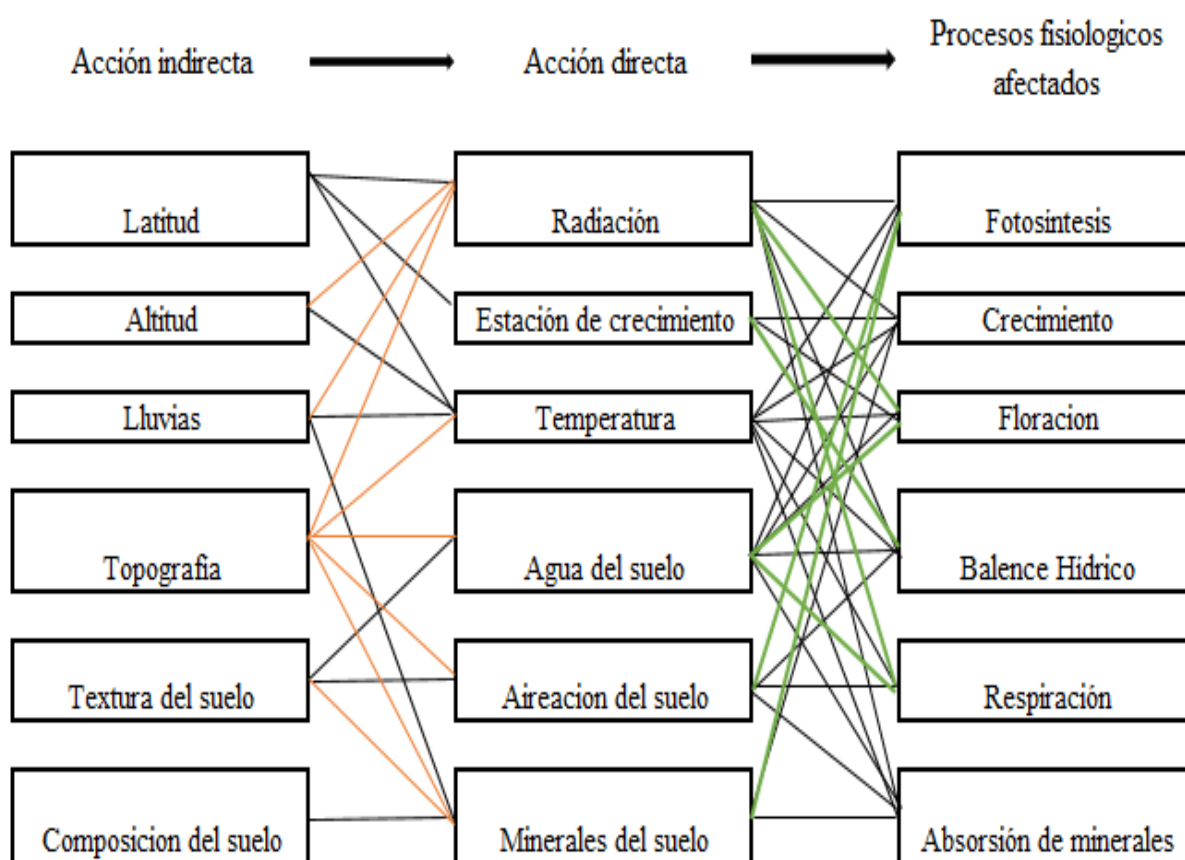 Acción indirecta
Acción directa
Procesos fisiologicos
afectados
Latitud
Radiación
Fotosintesis
Altitud
Estación de crecimiento
Crecimiento
Lluvias
Temperatura
Floracion
Topografia
Agua del suelo
Balence Hídrico
Textura del suelo
Aireacion del suelo
Respiración
Composicion del suelo
Minerales del suelo
Absorsión de minerales